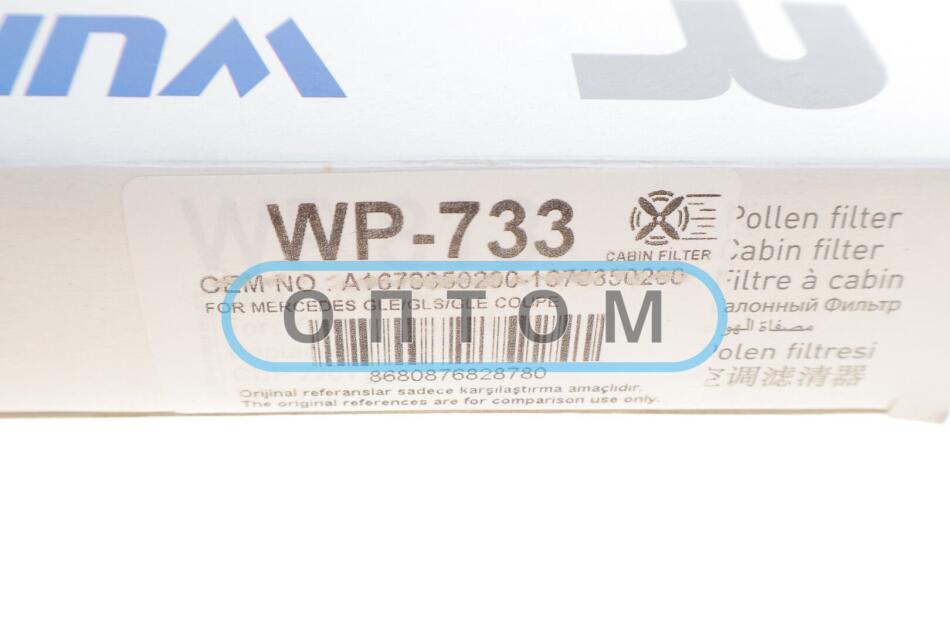 WP-733
CABIN FILTER
OEM NO : A1678350200-1678350200
FOR MERCEDES GLE/GLS/GLE COUPE
ОПТОМ
8680876828780
Orijinal referanslar sadece karşılaştırma amaçlıdır.
The original references are for comparison use only.
Pollen filter
Cabin filter
Filtre à cabin
Фильтр
مصفاة
Polen filtresi
调滤清器